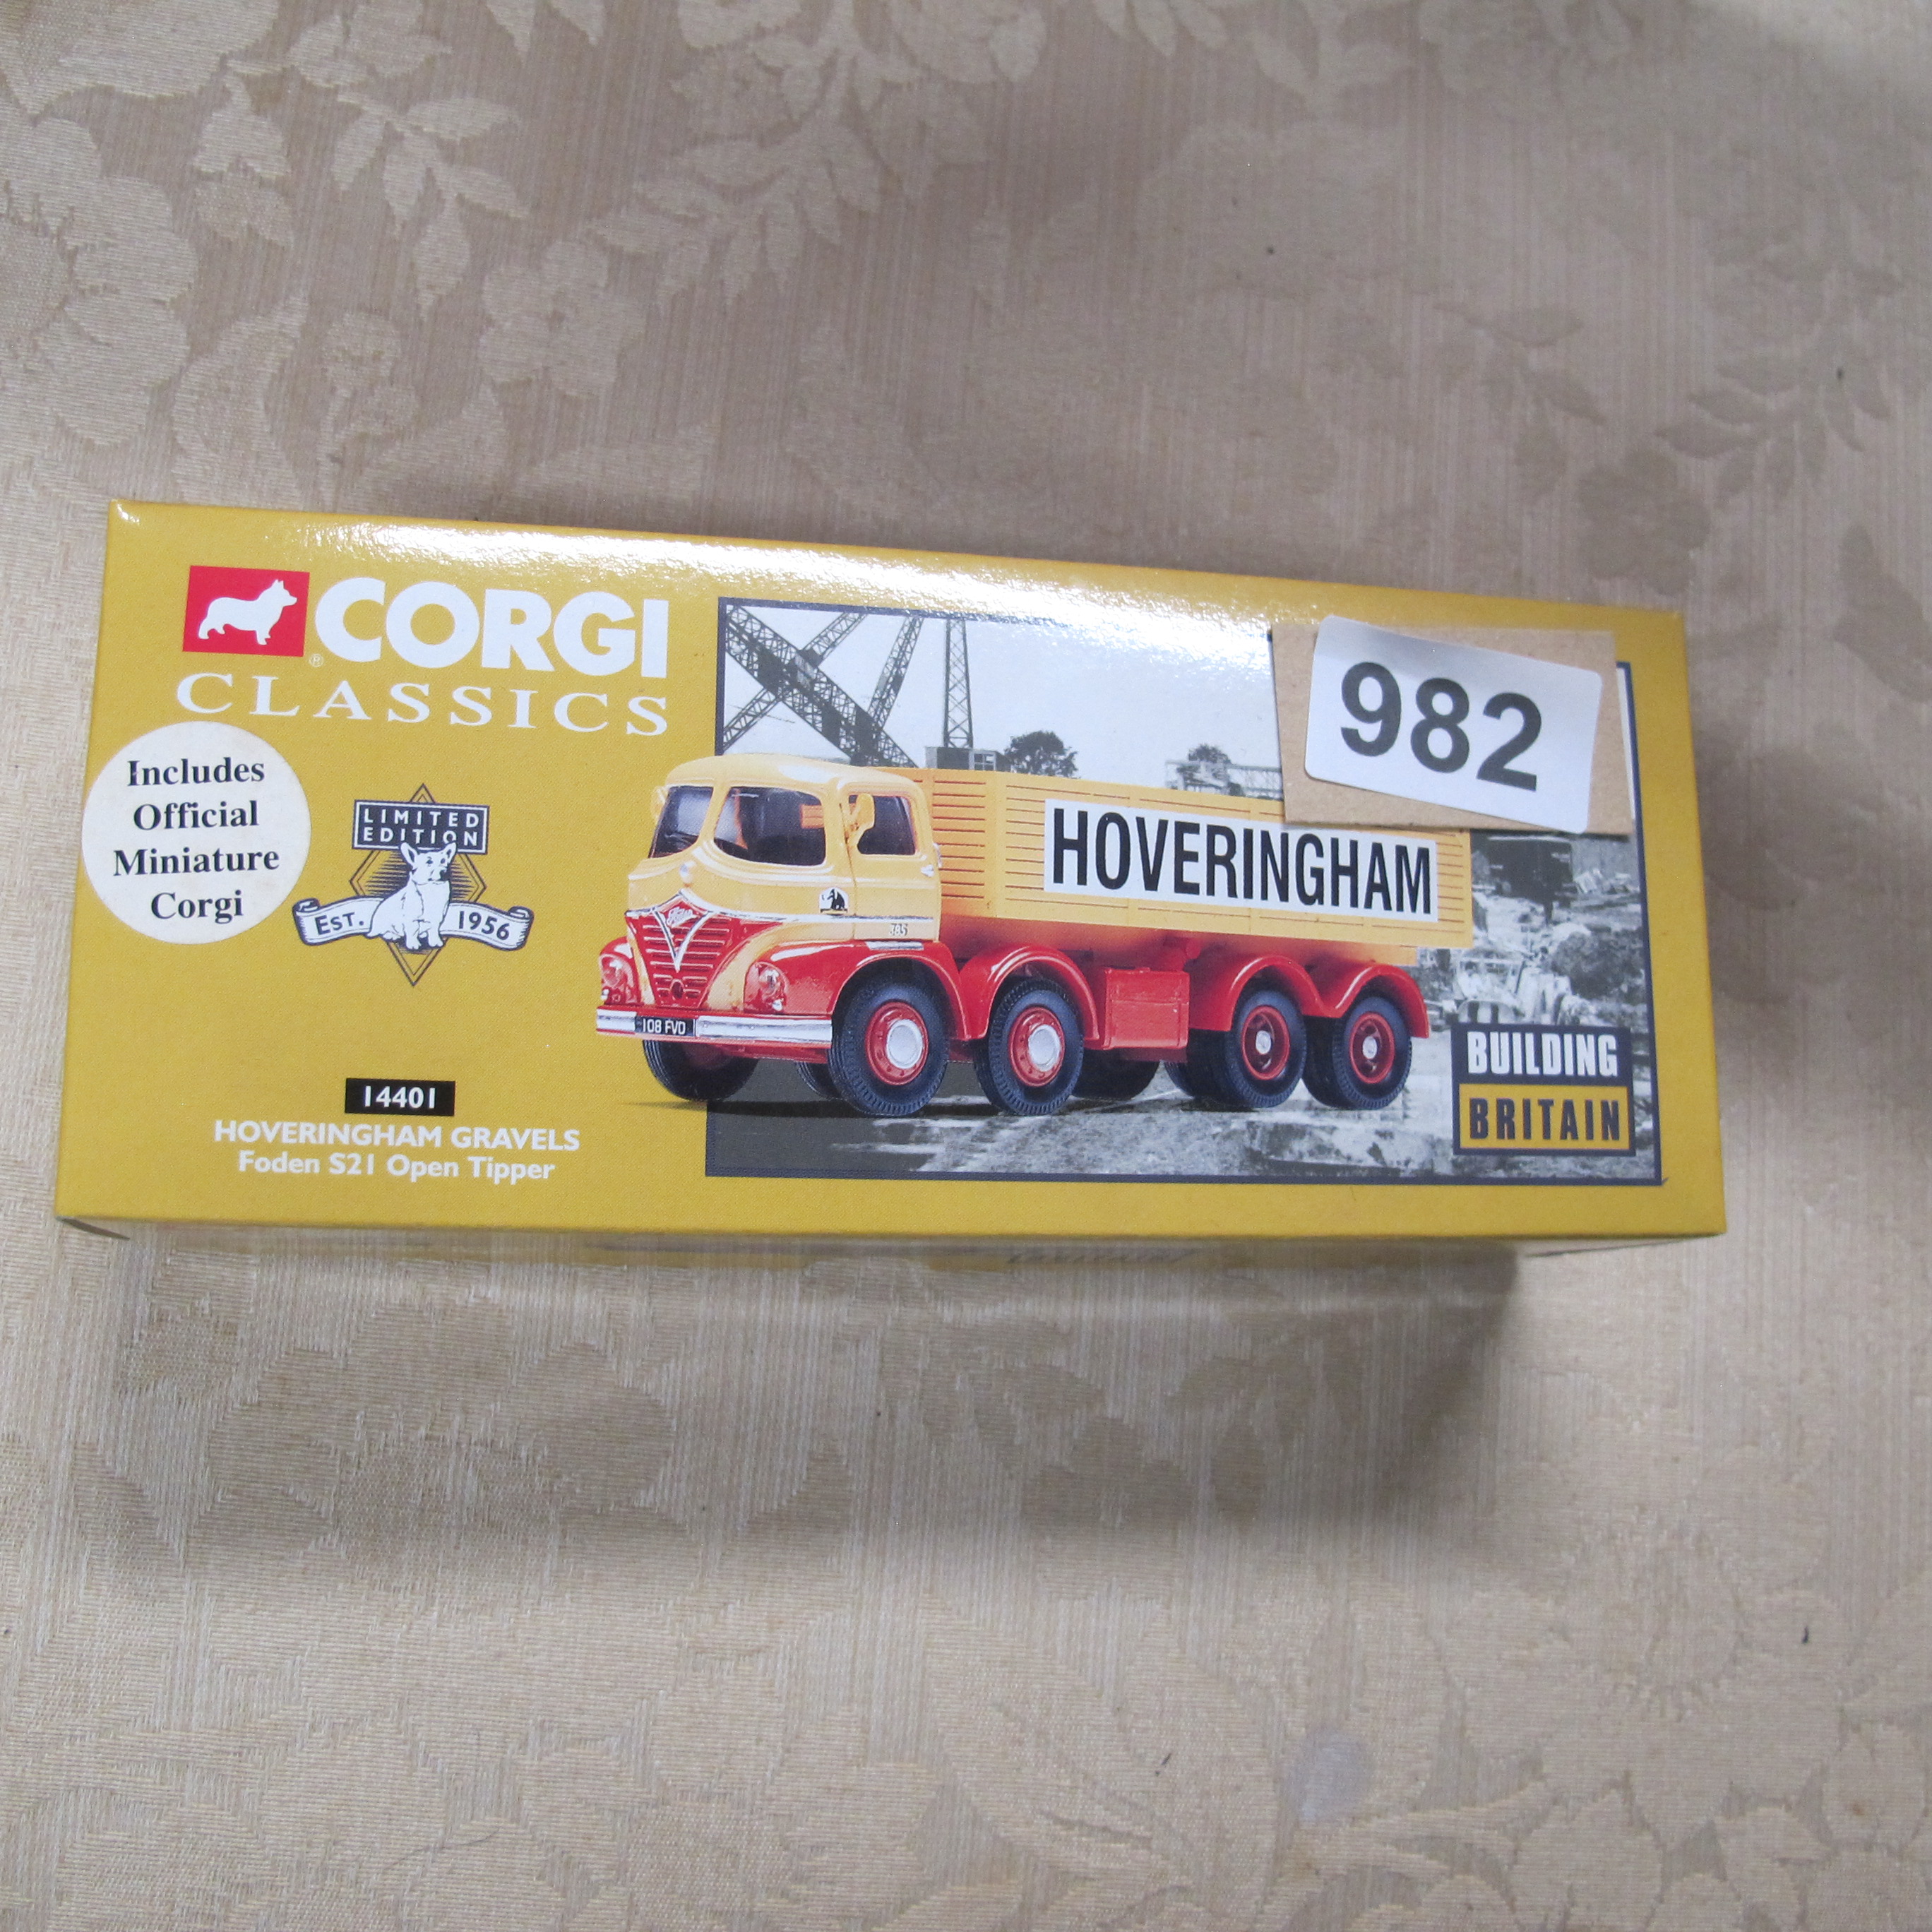 CORGI
®
CLASSICS
Includes
Official
Miniature
Corgi
LIMITED
EDITION
EST. 1956
14401
HOVERINGHAM GRAVELS
Foden S21 Open Tipper
982
HOVERINGHAM
Foden
108 FVD
BUILDING
BRITAIN